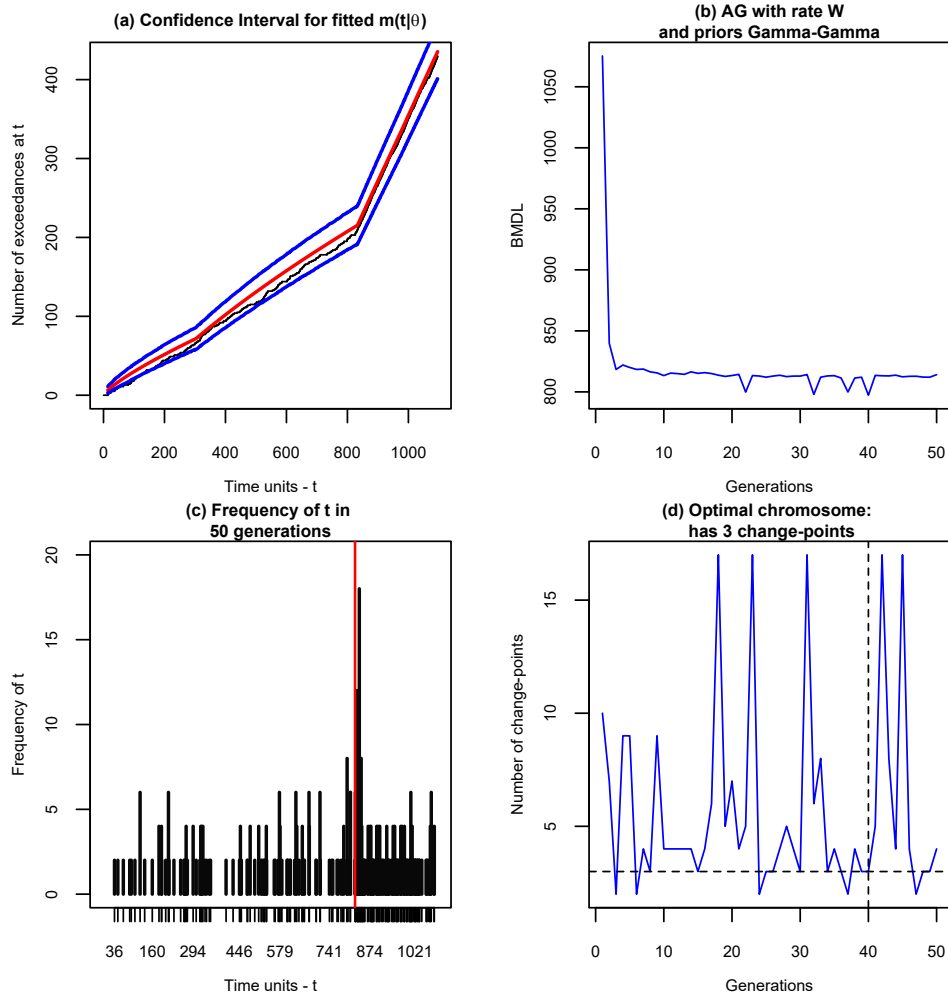 (a) Confidence Interval for fitted m(t|θ)
Number of exceedances at t
400
300
200
100
0
0 200 400 600 800 1000
Time units - t
(b) AG with rate W
and priors Gamma-Gamma
BMDL
1050
1000
950
900
850
800
0 10 20 30 40 50
Generations
(c) Frequency of t in
50 generations
Frequency of t
20
15
10
5
0
36 160 294 446 579 741 874 1021
Time units - t
(d) Optimal chromosome:
has 3 change-points
Number of change-points
15
10
5
0 10 20 30 40 50
Generations